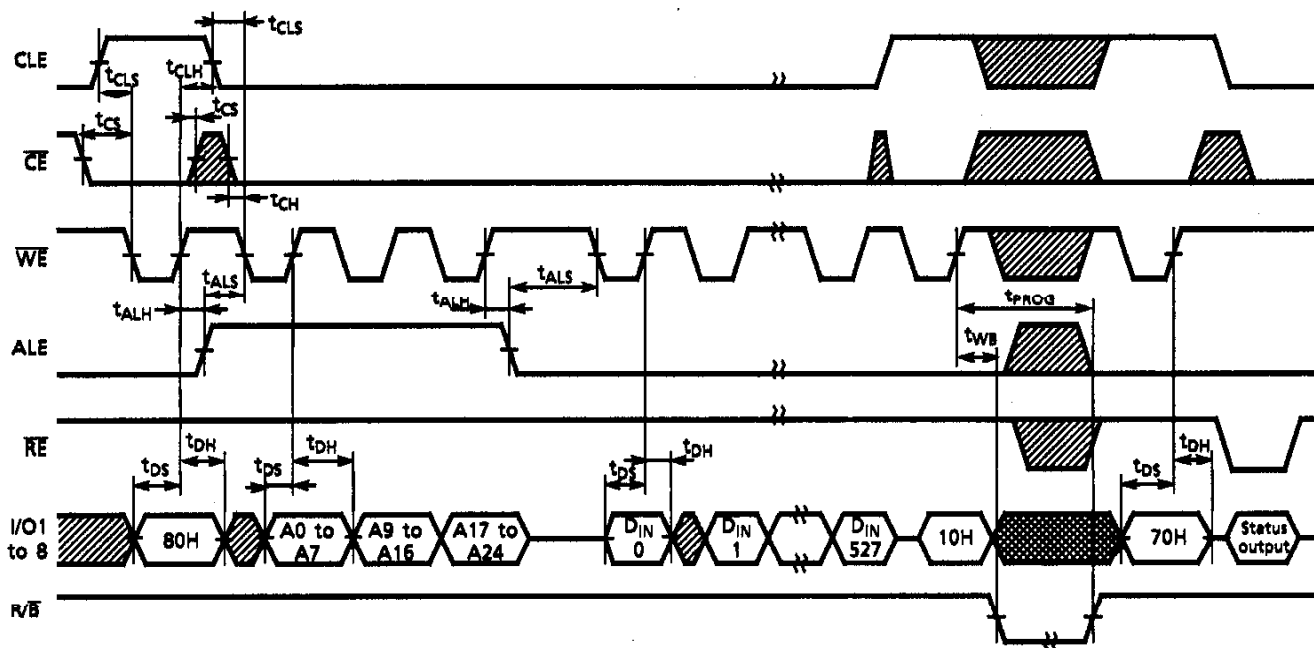 tCLS
CLE
tCLS
tCLH
tCS
tCS
CE
tCH
WE
tALS
tALS
tALH
tALH
tPROG
tWB
ALE
RE
tDH
tDH
tDH
tDH
tDS
tDS
tDS
tDS
I/O1
to 8
80H
A0 to
A7
A9 to
A16
A17 to
A24
DIN
0
DIN
1
DIN
527
10H
70H
Status
output
R/B